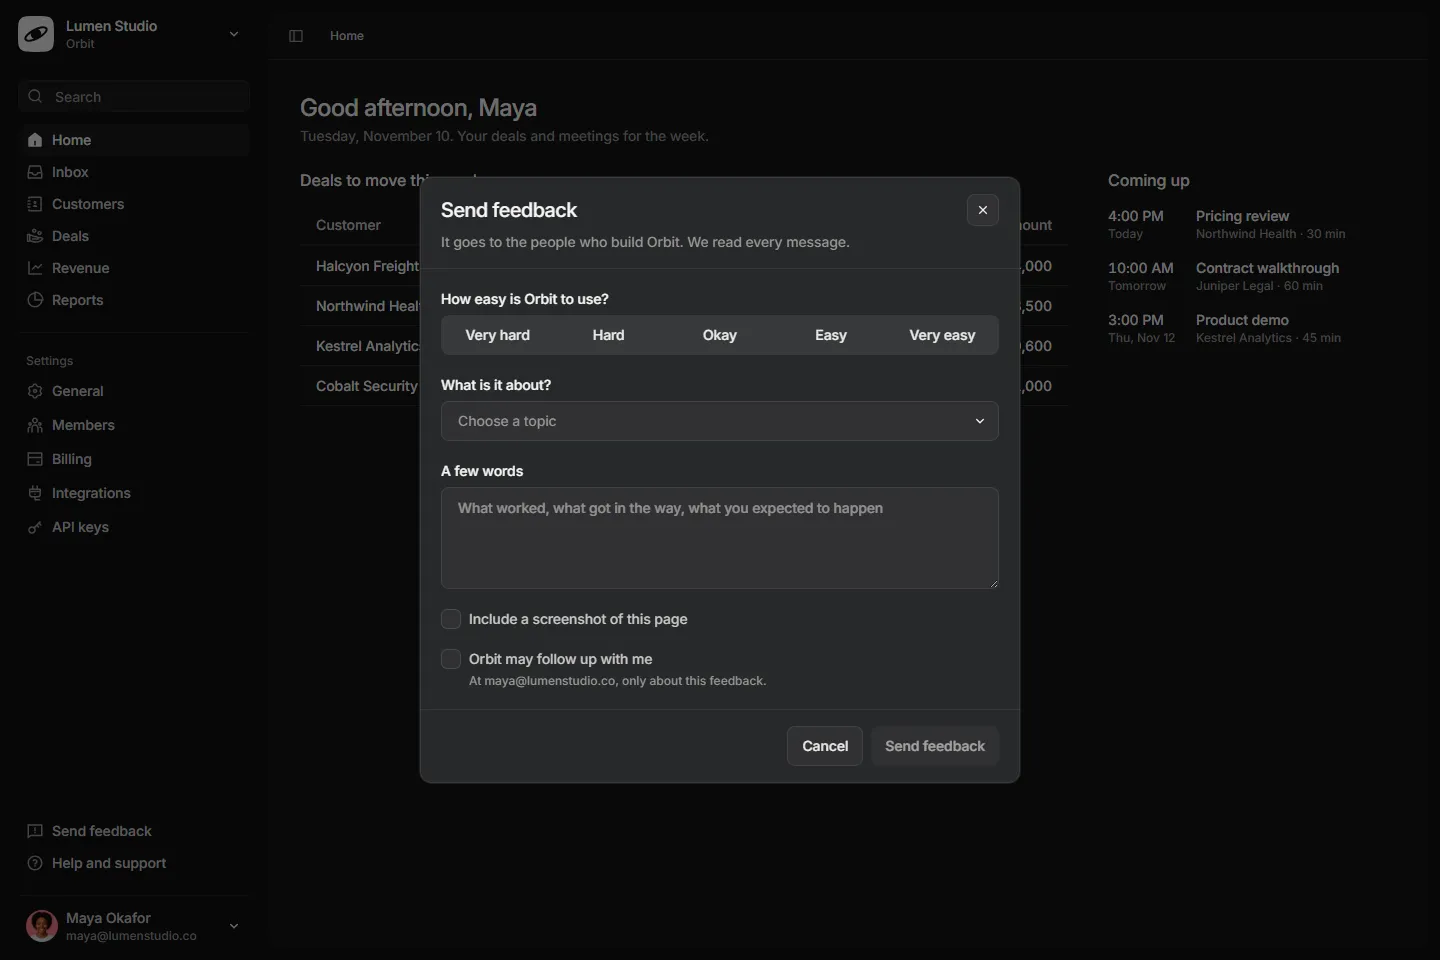 Lumen Studio
Orbit
Search
Home
Inbox
Customers
Deals
Revenue
Reports
Settings
General
Members
Billing
Integrations
API keys
Send feedback
Help and support
Maya Okafor
maya@lumenstudio.co
Home
Good afternoon, Maya
Tuesday, November 10. Your deals and meetings for the week.
Deals to move
Customer
Halcyon Freight ,000
Northwind ,500
Kestrel ,600
Cobalt Security ,000
Coming up
4:00 PM Pricing review
Today Northwind Health · 30 min
10:00 AM Contract walkthrough
Tomorrow Juniper Legal · 60 min
3:00 PM Product demo
Thu, Nov 12 Kestrel Analytics · 45 min
Send feedback
It goes to the people who build Orbit. We read every message.
How easy is Orbit to use?
Very hard Hard Okay Easy Very easy
What is it about?
Choose a topic
A few words
What worked, what got in the way, what you expected to happen
Include a screenshot of this page
Orbit may follow up with me
At maya@lumenstudio.co, only about this feedback.
Cancel Send feedback